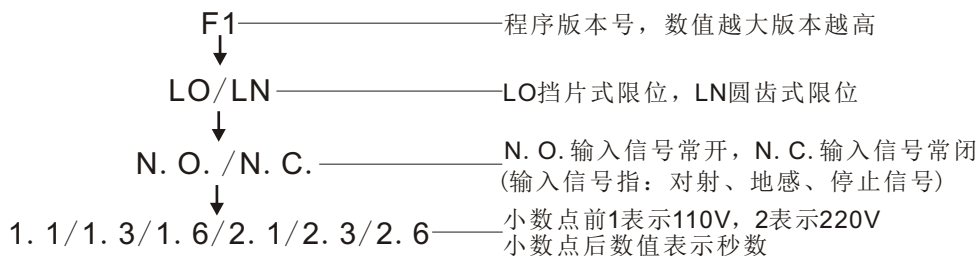 F1 程序版本号，数值越大版本越高
LO/LN LO挡片式限位，LN圆齿式限位
N.O./N.C. N.O.输入信号常开，N.C.输入信号常闭
(输入信号指：对射、地感、停止信号)
1.1/1.3/1.6/2.1/2.3/2.6 小数点前1表示110V，2表示220V
小数点后数值表示秒数